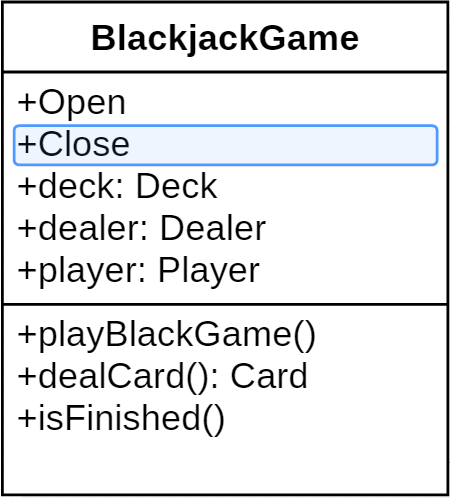 BlackjackGame
+Open
+Close
+deck: Deck
+dealer: Dealer
+player: Player
+playBlackGame()
+dealCard(): Card
+isFinished()